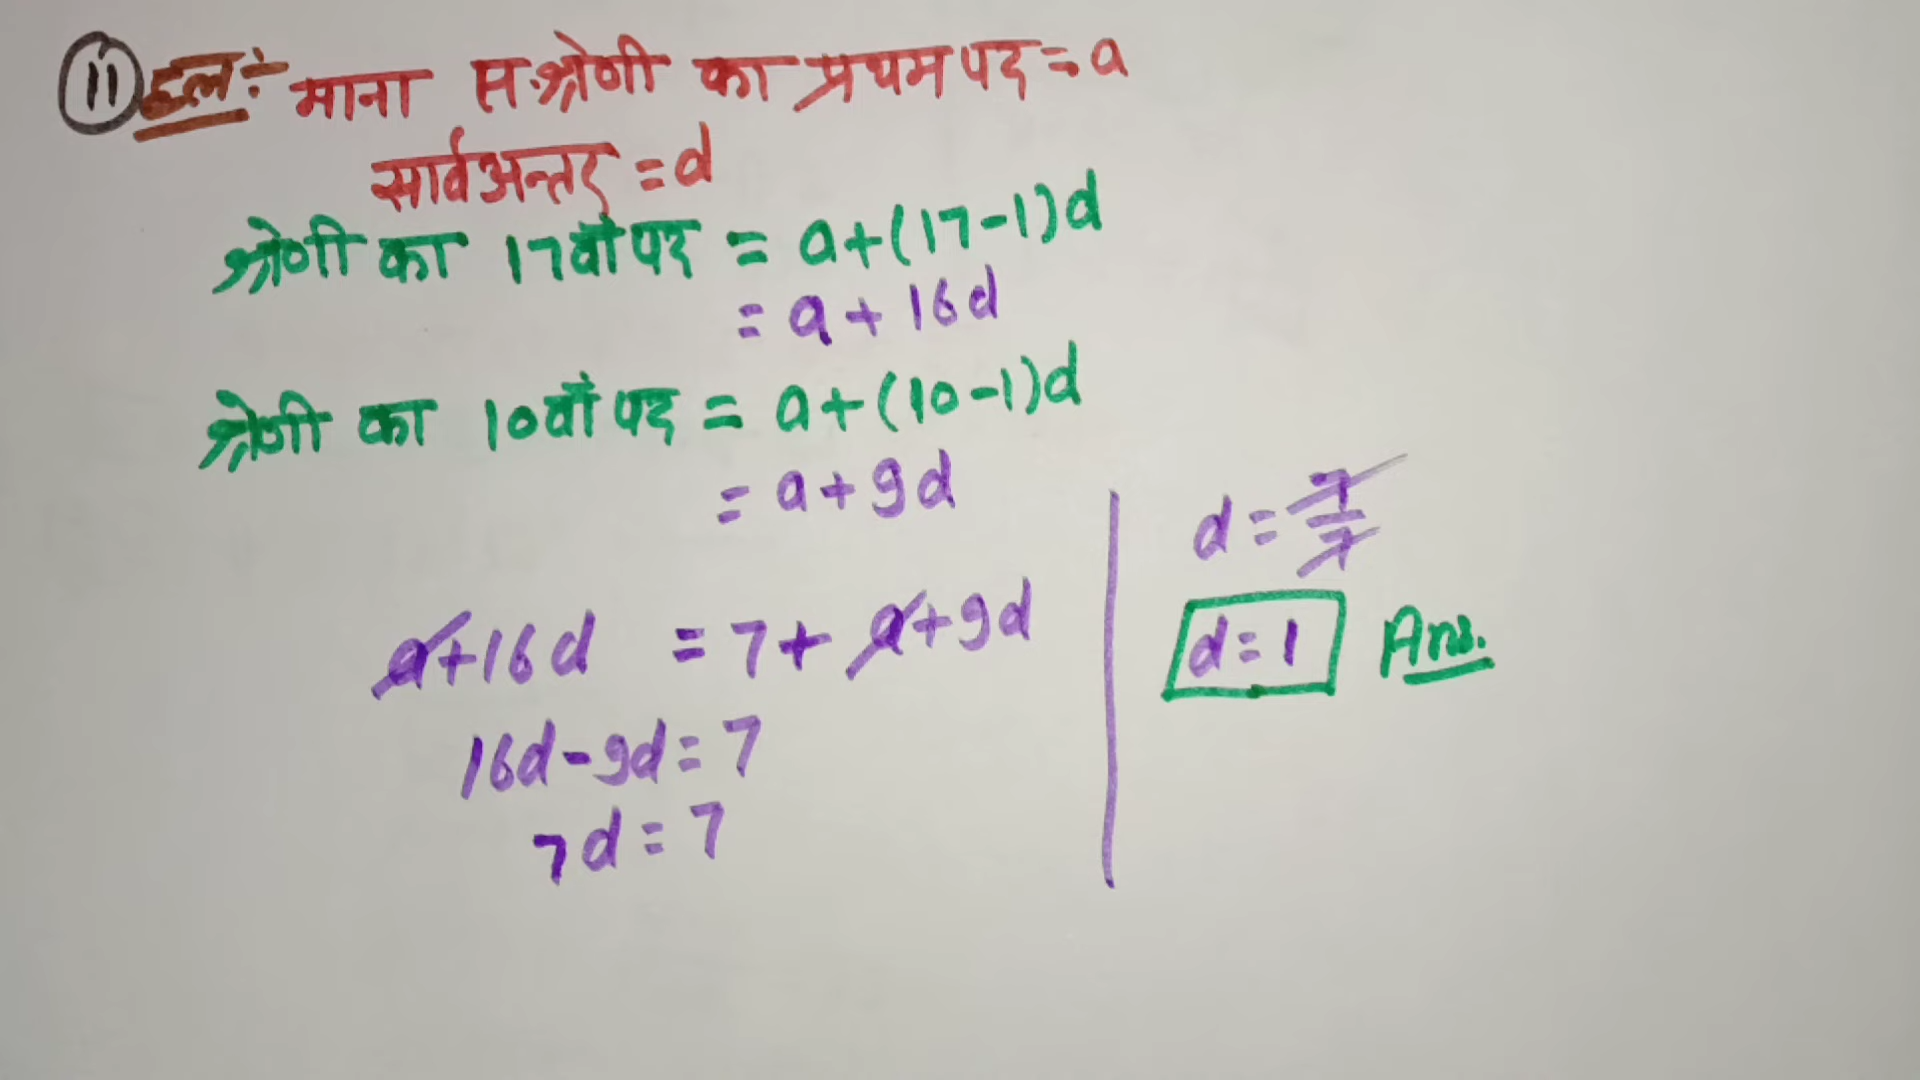 11 हल ÷ माना स.श्रेणी का प्रथम पद = a
सार्वअन्तर = d
श्रेणी का 17वाँ पद = a+(17-1)d
= a + 16d
श्रेणी का 10वाँ पद = a+(10-1)d
= a+9d
a+16d = 7+ a+9d
16d-9d=7
7d=7
d = 7/7
d=1 Ans.